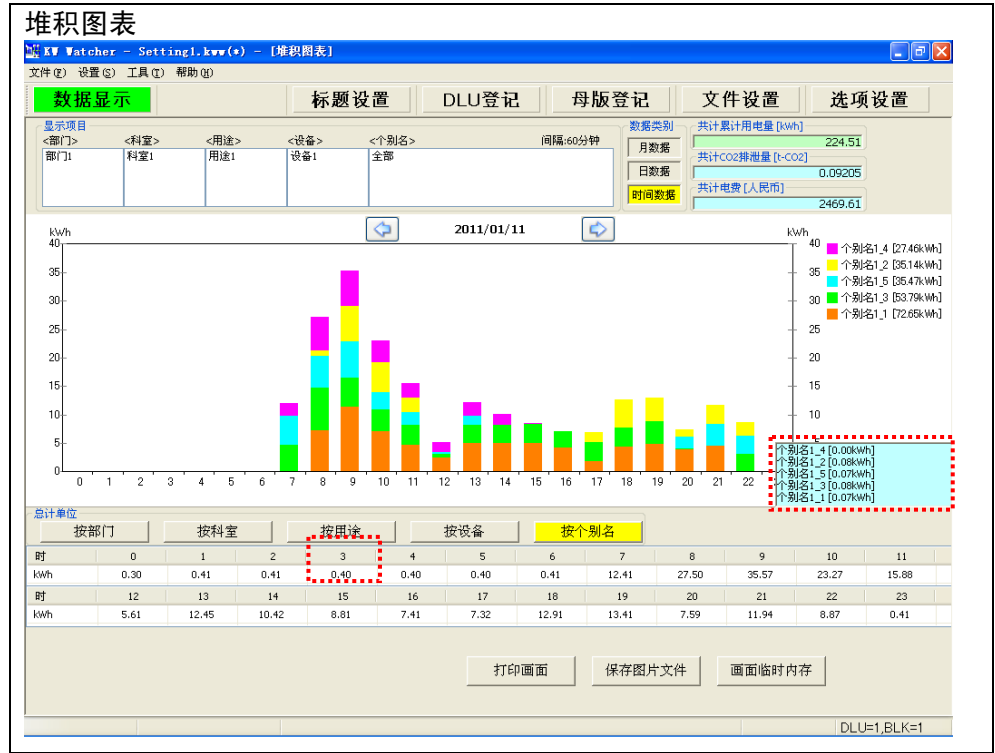 堆积图表
KW Watcher - Setting1.kww(*) - [堆积图表]
文件(F) 设置(S) 工具(T) 帮助(H)
数据显示 标题设置 DLU登记 母版登记 文件设置 选项设置
显示项目 数据类别 共计累计用电量 [kWh]
<部门> <科室> <用途> <设备> <个别名> 间隔:60分钟 月数据 224.51
部门1 科室1 用途1 设备1 全部 共计CO2排泄量 [t-CO2]
日数据 0.09205
时间数据 共计电费 [人民币]
2469.61
kWh 2011/01/11 kWh
40 40 个别名1_4 [27.46kWh]
个别名1_2 [35.14kWh]
35 35 个别名1_5 [35.47kWh]
30 30 个别名1_3 [53.79kWh]
个别名1_1 [72.65kWh]
25 25
20 20
15 15
10 10
5 5
个别名1_4 [0.00kWh]
个别名1_2 [0.08kWh]
个别名1_5 [0.07kWh]
个别名1_3 [0.08kWh]
个别名1_1 [0.07kWh]
0
0 1 2 3 4 5 6 7 8 9 10 11 12 13 14 15 16 17 18 19 20 21 22
总计单位
按部门 按科室 按用途 按设备 按个别名
时 0 1 2 3 4 5 6 7 8 9 10 11
kWh 0.30 0.41 0.41 0.40 0.40 0.40 0.41 12.41 27.50 35.57 23.27 15.88
时 12 13 14 15 16 17 18 19 20 21 22 23
kWh 5.61 12.45 10.42 8.81 7.41 7.32 12.91 13.41 7.59 11.94 8.87 0.41
打印画面 保存图片文件 画面临时内存
DLU=1,BLK=1